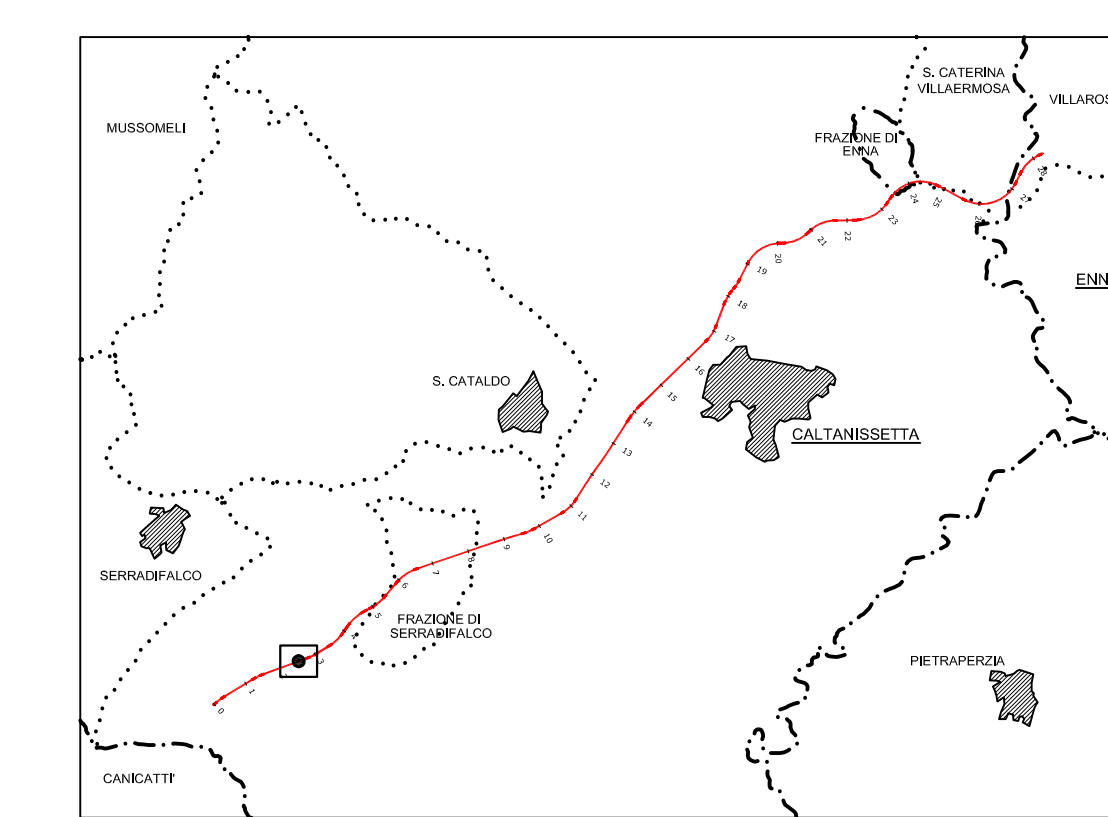 S. CATERINA
VILLAERMOSA
VILLAROS
MUSSOMELI
FRAZIONE DI
ENNA
28
27
26
25
24
23
22
21
20
19
18
17
16
15
14
13
12
11
10
9
8
7
6
5
4
3
1
0
ENN
S. CATALDO
CALTANISSETTA
SERRADIFALCO
FRAZIONE DI
SERRADIFALCO
PIETRAPERZIA
CANICATTI'